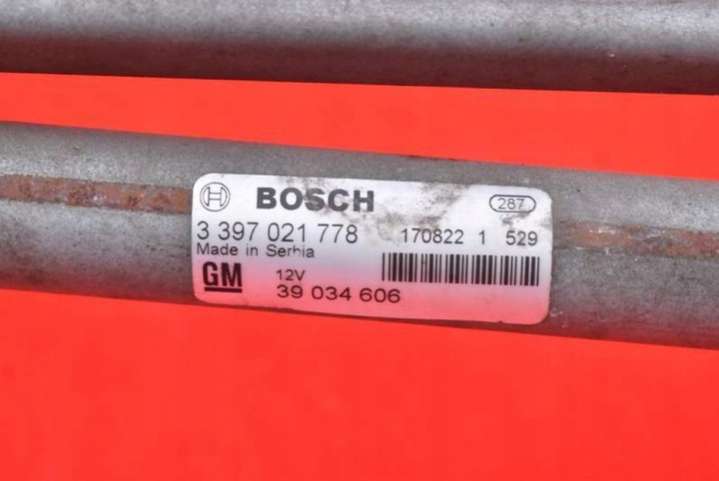 BOSCH 287
3 397 021 778 170822 1 529
Made in Serbia
GM 12V
39 034 606